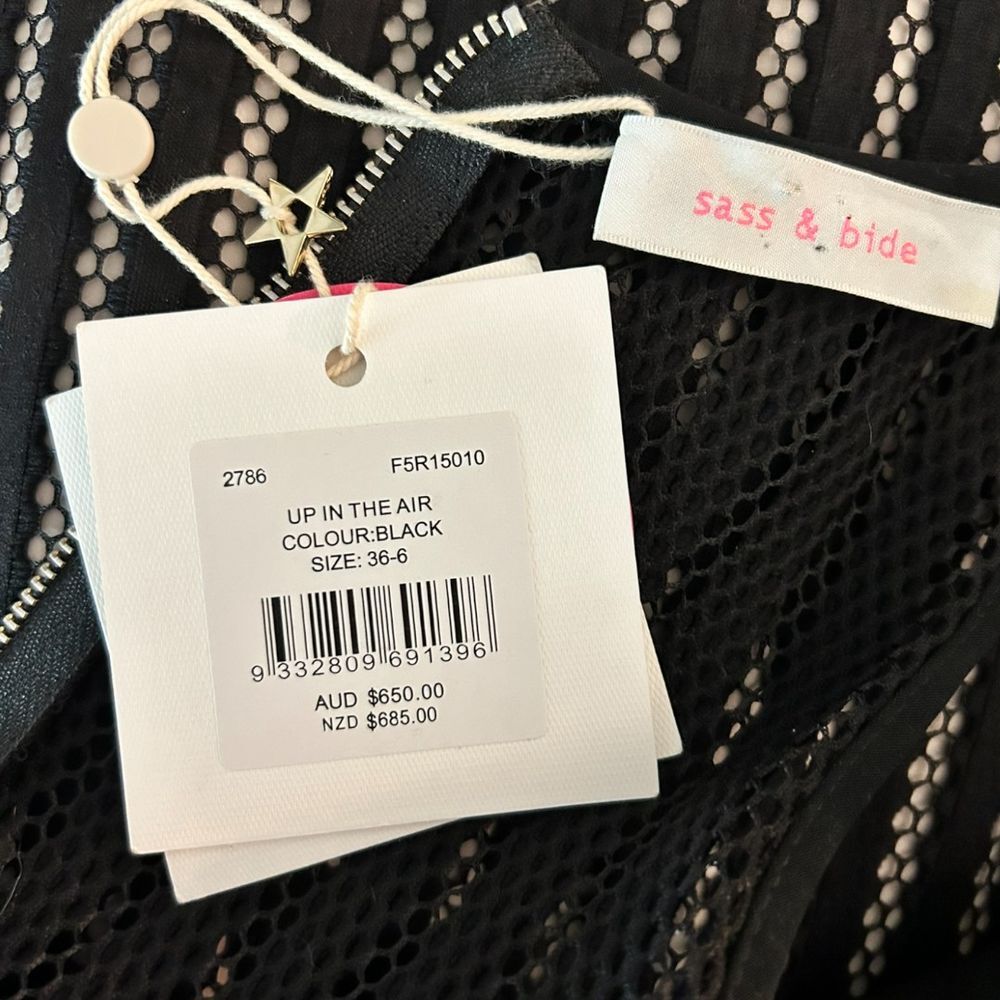 sass & bide
2786 F5R15010
UP IN THE AIR
COLOUR:BLACK
SIZE: 36-6
9 332809 691396
AUD $650.00
NZD $685.00